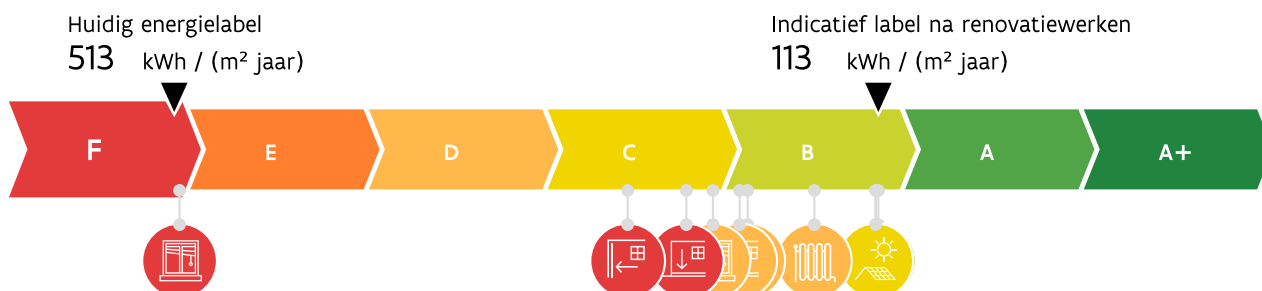 Huidig energielabel
513 kWh / (m² jaar)
Indicatief label na renovatiewerken
113 kWh / (m² jaar)
F E D C B A A+